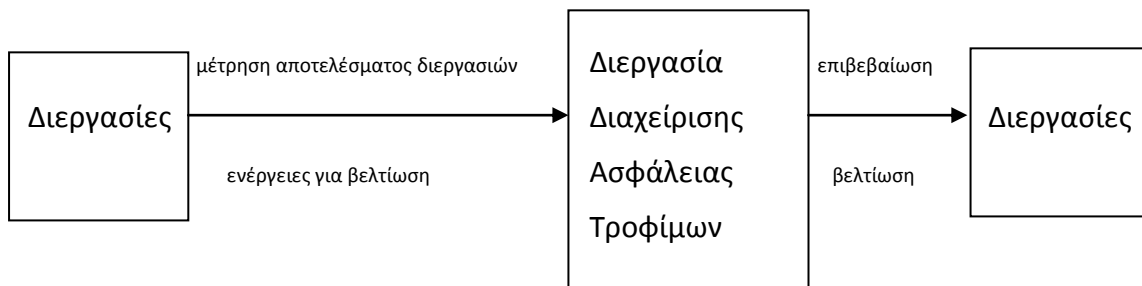 Διεργασίες
μέτρηση αποτελέσματος διεργασιών
ενέργειες για βελτίωση
Διεργασία
Διαχείρισης
Ασφάλειας
Τροφίμων
επιβεβαίωση
βελτίωση
Διεργασίες